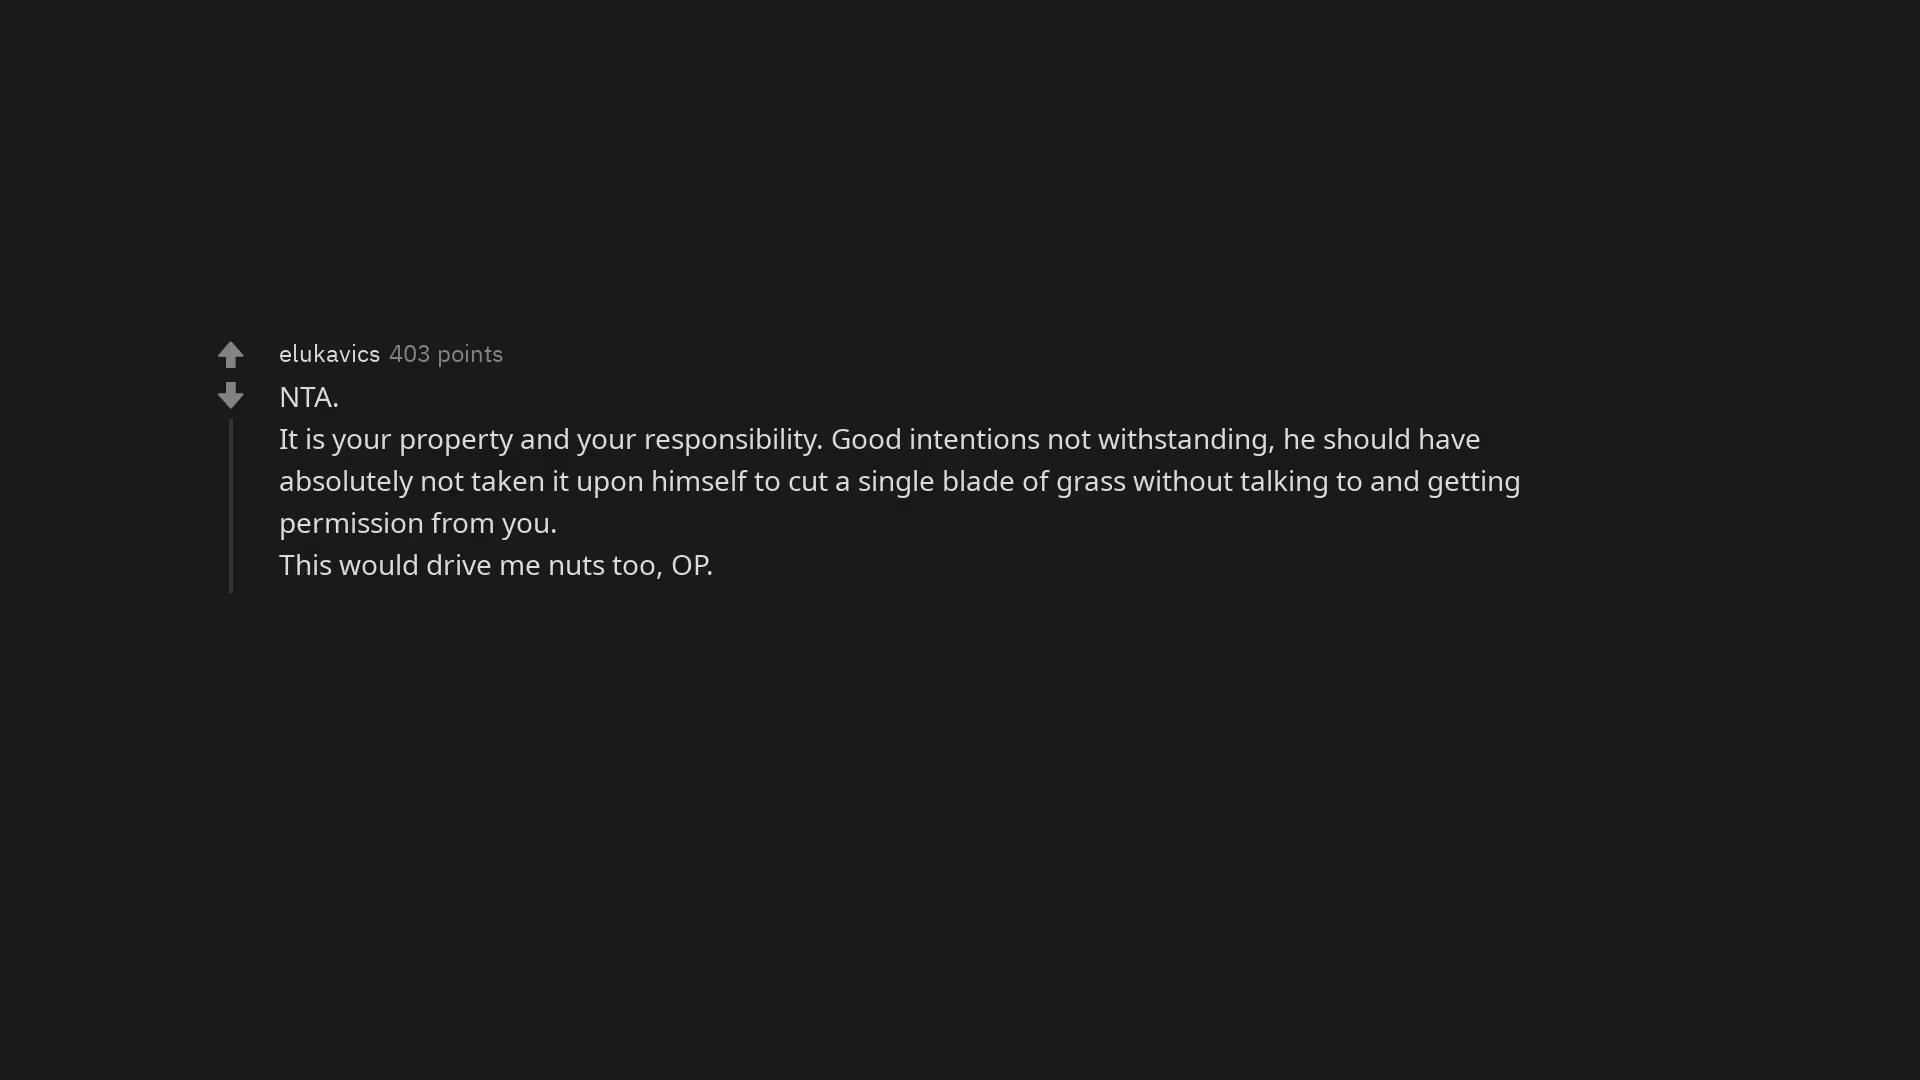 elukavics 403 points
NTA.
It is your property and your responsibility. Good intentions not withstanding, he should have
absolutely not taken it upon himself to cut a single blade of grass without talking to and getting
permission from you.
This would drive me nuts too, OP.